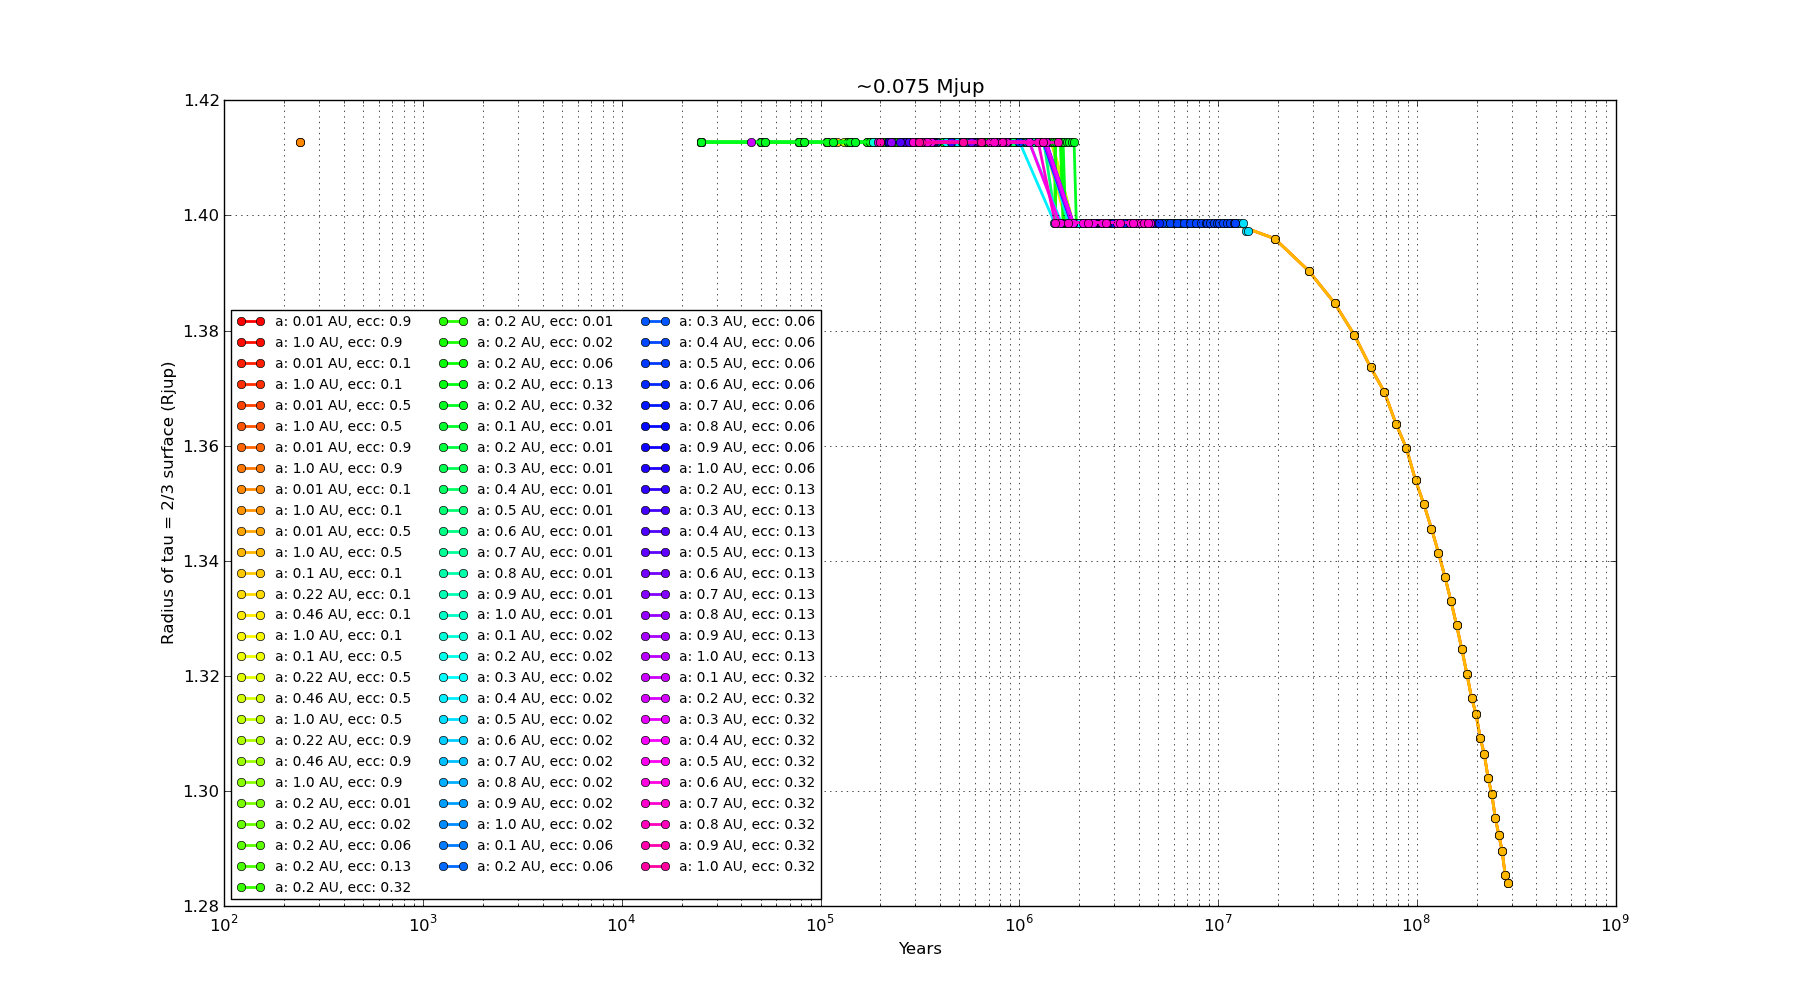 ~0.075 Mjup
1.42
1.40
1.38
1.36
1.34
1.32
1.30
1.28
Radius of tau = 2/3 surface (Rjup)
a: 0.01 AU, ecc: 0.9
a: 1.0 AU, ecc: 0.9
a: 0.01 AU, ecc: 0.1
a: 1.0 AU, ecc: 0.1
a: 0.01 AU, ecc: 0.5
a: 1.0 AU, ecc: 0.5
a: 0.01 AU, ecc: 0.9
a: 1.0 AU, ecc: 0.9
a: 0.01 AU, ecc: 0.1
a: 1.0 AU, ecc: 0.1
a: 0.01 AU, ecc: 0.5
a: 1.0 AU, ecc: 0.5
a: 0.1 AU, ecc: 0.1
a: 0.22 AU, ecc: 0.1
a: 0.46 AU, ecc: 0.1
a: 1.0 AU, ecc: 0.1
a: 0.1 AU, ecc: 0.5
a: 0.22 AU, ecc: 0.5
a: 0.46 AU, ecc: 0.5
a: 1.0 AU, ecc: 0.5
a: 0.22 AU, ecc: 0.9
a: 0.46 AU, ecc: 0.9
a: 1.0 AU, ecc: 0.9
a: 0.2 AU, ecc: 0.01
a: 0.2 AU, ecc: 0.02
a: 0.2 AU, ecc: 0.06
a: 0.2 AU, ecc: 0.13
a: 0.2 AU, ecc: 0.32
a: 0.2 AU, ecc: 0.01
a: 0.2 AU, ecc: 0.02
a: 0.2 AU, ecc: 0.06
a: 0.2 AU, ecc: 0.13
a: 0.2 AU, ecc: 0.32
a: 0.1 AU, ecc: 0.01
a: 0.2 AU, ecc: 0.01
a: 0.3 AU, ecc: 0.01
a: 0.4 AU, ecc: 0.01
a: 0.5 AU, ecc: 0.01
a: 0.6 AU, ecc: 0.01
a: 0.7 AU, ecc: 0.01
a: 0.8 AU, ecc: 0.01
a: 0.9 AU, ecc: 0.01
a: 1.0 AU, ecc: 0.01
a: 0.1 AU, ecc: 0.02
a: 0.2 AU, ecc: 0.02
a: 0.3 AU, ecc: 0.02
a: 0.4 AU, ecc: 0.02
a: 0.5 AU, ecc: 0.02
a: 0.6 AU, ecc: 0.02
a: 0.7 AU, ecc: 0.02
a: 0.8 AU, ecc: 0.02
a: 0.9 AU, ecc: 0.02
a: 1.0 AU, ecc: 0.02
a: 0.1 AU, ecc: 0.06
a: 0.2 AU, ecc: 0.06
a: 0.3 AU, ecc: 0.06
a: 0.4 AU, ecc: 0.06
a: 0.5 AU, ecc: 0.06
a: 0.6 AU, ecc: 0.06
a: 0.7 AU, ecc: 0.06
a: 0.8 AU, ecc: 0.06
a: 0.9 AU, ecc: 0.06
a: 1.0 AU, ecc: 0.06
a: 0.2 AU, ecc: 0.13
a: 0.3 AU, ecc: 0.13
a: 0.4 AU, ecc: 0.13
a: 0.5 AU, ecc: 0.13
a: 0.6 AU, ecc: 0.13
a: 0.7 AU, ecc: 0.13
a: 0.8 AU, ecc: 0.13
a: 0.9 AU, ecc: 0.13
a: 1.0 AU, ecc: 0.13
a: 0.1 AU, ecc: 0.32
a: 0.2 AU, ecc: 0.32
a: 0.3 AU, ecc: 0.32
a: 0.4 AU, ecc: 0.32
a: 0.5 AU, ecc: 0.32
a: 0.6 AU, ecc: 0.32
a: 0.7 AU, ecc: 0.32
a: 0.8 AU, ecc: 0.32
a: 0.9 AU, ecc: 0.32
a: 1.0 AU, ecc: 0.32
10² 10³ 10⁴ 10⁵ 10⁶ 10⁷ 10⁸ 10⁹
Years